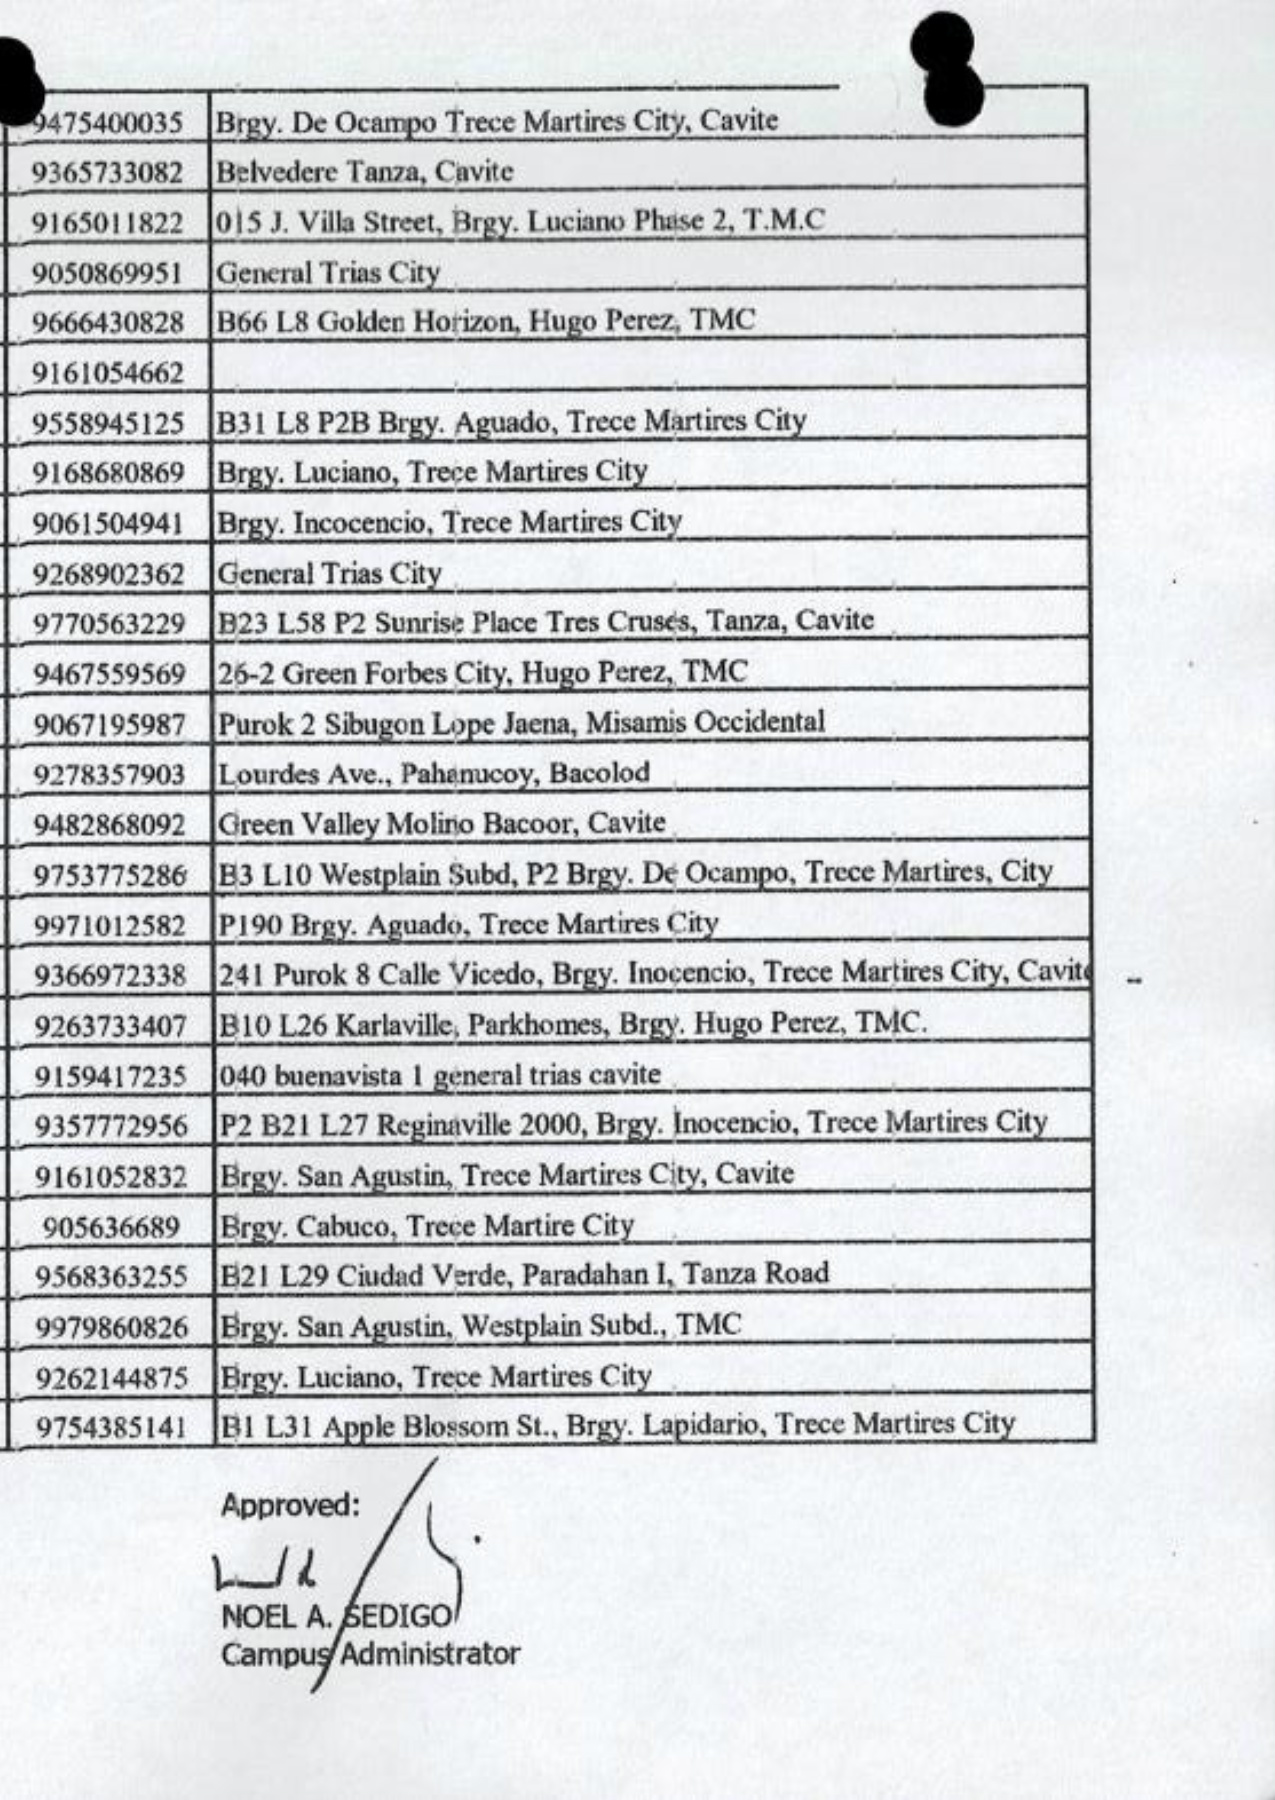 9475400035 Brgy. De Ocampo Trece Martires City, Cavite
9365733082 Belvedere Tanza, Cavite
9165011822 015 J. Villa Street, Brgy. Luciano Phase 2, T.M.C
9050869951 General Trias City
9666430828 B66 L8 Golden Horizon, Hugo Perez, TMC
9161054662
9558945125 B31 L8 P2B Brgy. Aguado, Trece Martires City
9168680869 Brgy. Luciano, Trece Martires City
9061504941 Brgy. Incocencio, Trece Martires City
9268902362 General Trias City
9770563229 B23 L58 P2 Sunrise Place Tres Cruses, Tanza, Cavite
9467559569 26-2 Green Forbes City, Hugo Perez, TMC
9067195987 Purok 2 Sibugon Lope Jaena, Misamis Occidental
9278357903 Lourdes Ave., Pahanucoy, Bacolod
9482868092 Green Valley Molino Bacoor, Cavite
9753775286 B3 L10 Westplain Subd, P2 Brgy. De Ocampo, Trece Martires, City
9971012582 P190 Brgy. Aguado, Trece Martires City
9366972338 241 Purok 8 Calle Vicedo, Brgy. Inocencio, Trece Martires City, Cavite
9263733407 B10 L26 Karlaville, Parkhomes, Brgy. Hugo Perez, TMC.
9159417235 040 buenavista 1 general trias cavite
9357772956 P2 B21 L27 Reginaville 2000, Brgy. Inocencio, Trece Martires City
9161052832 Brgy. San Agustin, Trece Martires City, Cavite
905636689 Brgy. Cabuco, Trece Martire City
9568363255 B21 L29 Ciudad Verde, Paradahan I, Tanza Road
9979860826 Brgy. San Agustin, Westplain Subd., TMC
9262144875 Brgy. Luciano, Trece Martires City
9754385141 B1 L31 Apple Blossom St., Brgy. Lapidario, Trece Martires City
Approved:
NOEL A. SEDIGO
Campus Administrator